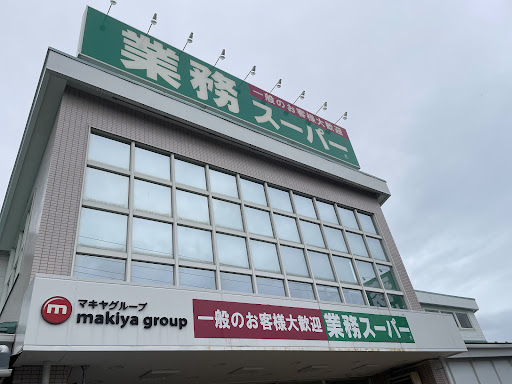 業務スーパー
一般のお客様大歓迎
m
マキヤグループ
makiya group
一般のお客様大歓迎
業務スーパー